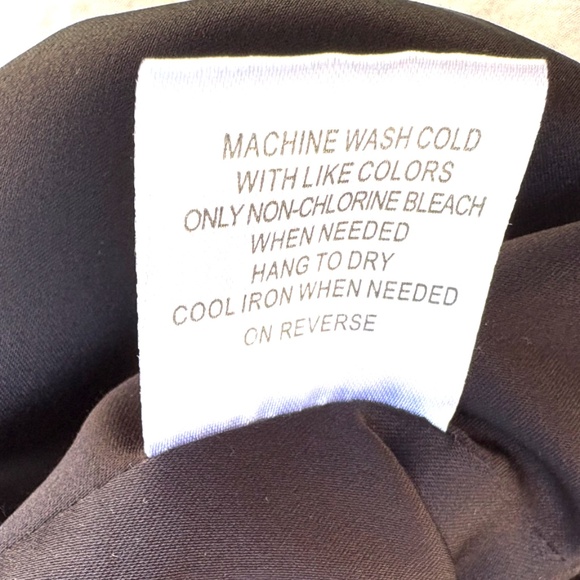 MACHINE WASH COLD
WITH LIKE COLORS
ONLY NON-CHLORINE BLEACH
WHEN NEEDED
HANG TO DRY
COOL IRON WHEN NEEDED
ON REVERSE